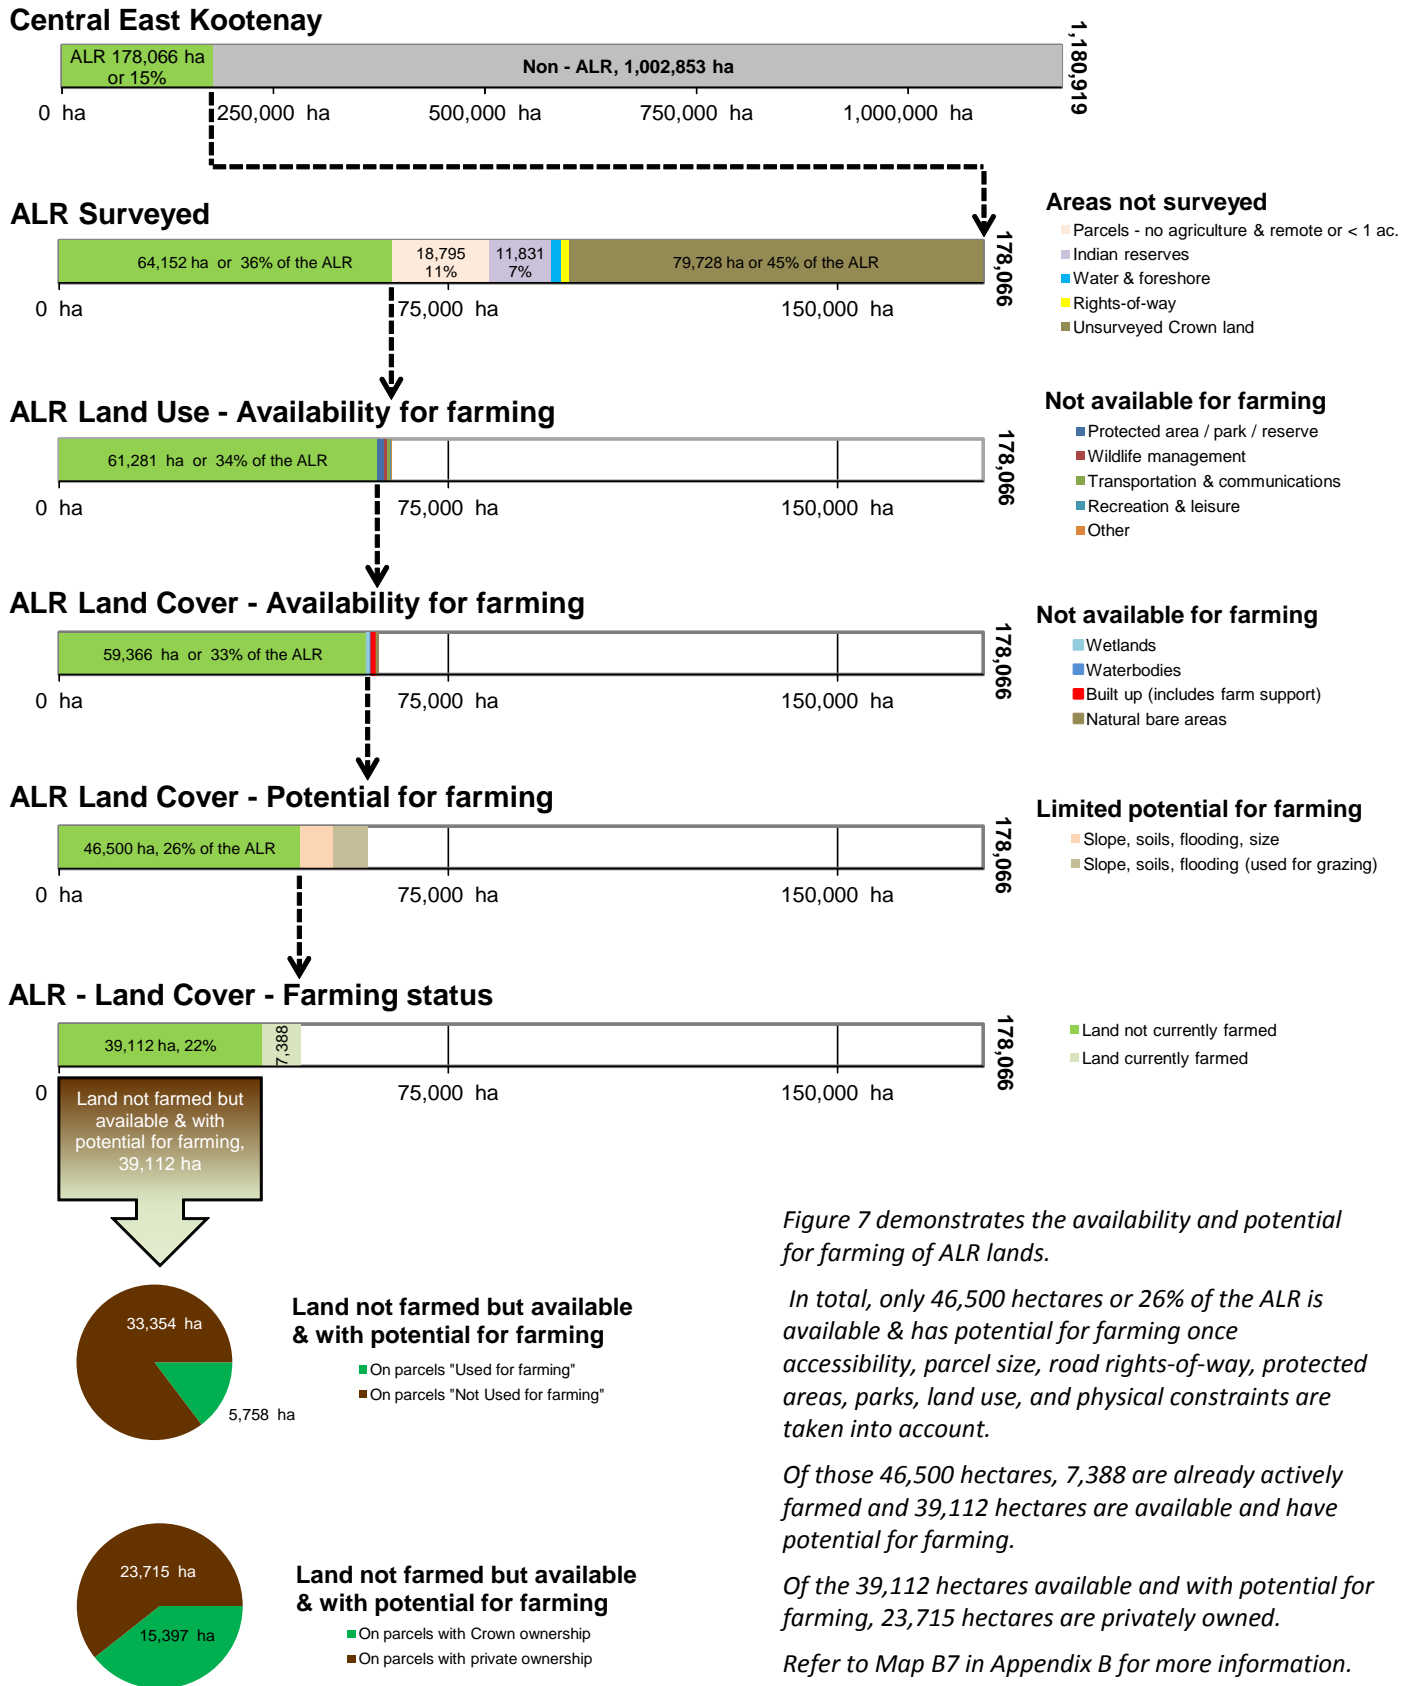 Central East Kootenay
ALR 178,066 ha
or 15%
Non - ALR, 1,002,853 ha
1,180,919
0 ha
250,000 ha
500,000 ha
750,000 ha
1,000,000 ha
ALR Surveyed
64,152 ha or 36% of the ALR
18,795
11%
11,831
7%
79,728 ha or 45% of the ALR
178,066
0 ha
75,000 ha
150,000 ha
Areas not surveyed
Parcels - no agriculture & remote or < 1 ac.
Indian reserves
Water & foreshore
Rights-of-way
Unsurveyed Crown land
ALR Land Use - Availability for farming
61,281 ha or 34% of the ALR
178,066
0 ha
75,000 ha
150,000 ha
Not available for farming
Protected area / park / reserve
Wildlife management
Transportation & communications
Recreation & leisure
Other
ALR Land Cover - Availability for farming
59,366 ha or 33% of the ALR
178,066
0 ha
75,000 ha
150,000 ha
Not available for farming
Wetlands
Waterbodies
Built up (includes farm support)
Natural bare areas
ALR Land Cover - Potential for farming
46,500 ha, 26% of the ALR
178,066
0 ha
75,000 ha
150,000 ha
Limited potential for farming
Slope, soils, flooding, size
Slope, soils, flooding (used for grazing)
ALR - Land Cover - Farming status
39,112 ha, 22%
7,388
178,066
0
75,000 ha
150,000 ha
Land not currently farmed
Land currently farmed
Land not farmed but
available & with
potential for farming,
39,112 ha
33,354 ha
5,758 ha
Land not farmed but available
& with potential for farming
On parcels "Used for farming"
On parcels "Not Used for farming"
23,715 ha
15,397 ha
Land not farmed but available
& with potential for farming
On parcels with Crown ownership
On parcels with private ownership
Figure 7 demonstrates the availability and potential
for farming of ALR lands.
In total, only 46,500 hectares or 26% of the ALR is
available & has potential for farming once
accessibility, parcel size, road rights-of-way, protected
areas, parks, land use, and physical constraints are
taken into account.
Of those 46,500 hectares, 7,388 are already actively
farmed and 39,112 hectares are available and have
potential for farming.
Of the 39,112 hectares available and with potential for
farming, 23,715 hectares are privately owned.
Refer to Map B7 in Appendix B for more information.